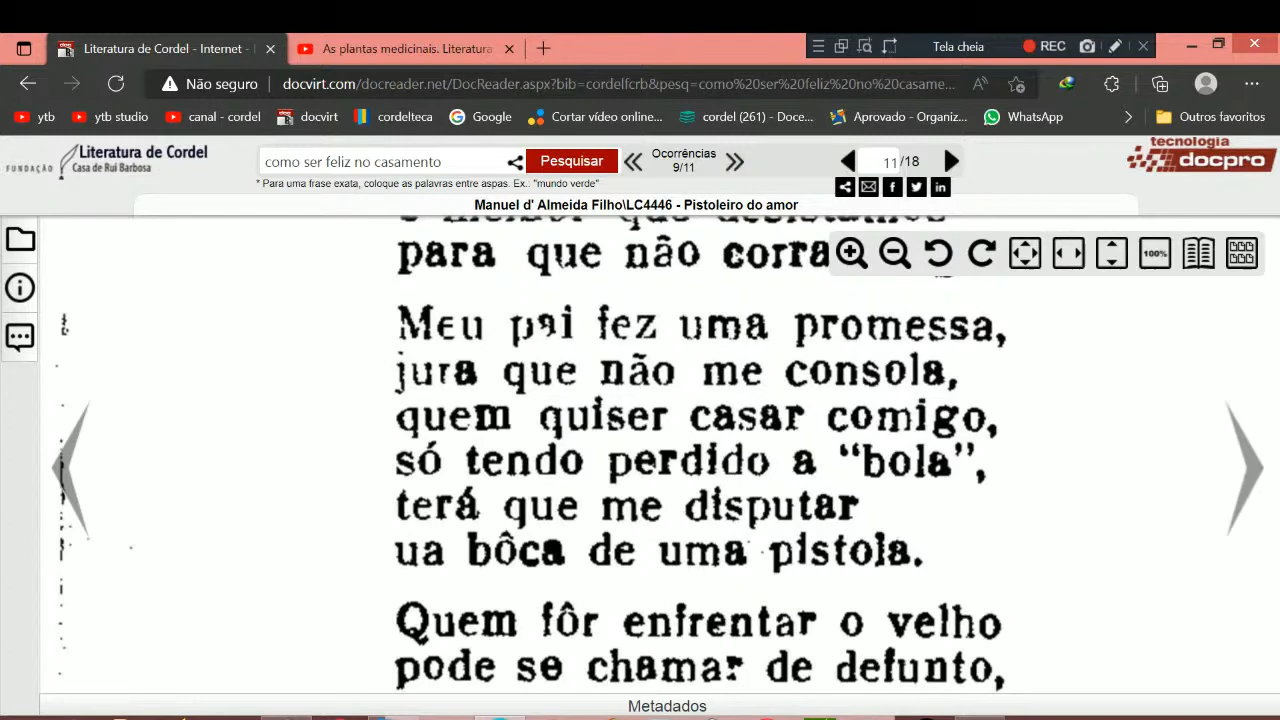 Literatura de Cordel - Internet -
As plantas medicinais. Literatura
Tela cheia
REC
Não seguro
docvirt.com/docreader.net/DocReader.aspx?bib=cordelfcrb&pesq=como%20ser%20feliz%20no%20casame...
ytb
ytb studio
canal - cordel
docvirt
cordelteca
Google
Cortar vídeo online...
cordel (261) - Doce...
Aprovado - Organiz...
WhatsApp
Outros favoritos
FUNDAÇÃO
Literatura de Cordel
Casa de Rui Barbosa
como ser feliz no casamento
Pesquisar
Ocorrências
9/11
11 /18
tecnologia
docpro
* Para uma frase exata, coloque as palavras entre aspas. Ex.: "mundo verde"
Manuel d' Almeida Filho\LC4446 - Pistoleiro do amor
100%
o melhor que desistamos
para que não corra
Meu pai fez uma promessa,
jura que não me consola,
quem quiser casar comigo,
só tendo perdido a “bola”,
terá que me disputar
ua bôca de uma pistola.
Quem fôr enfrentar o velho
pode se chamar de defunto,
Metadados